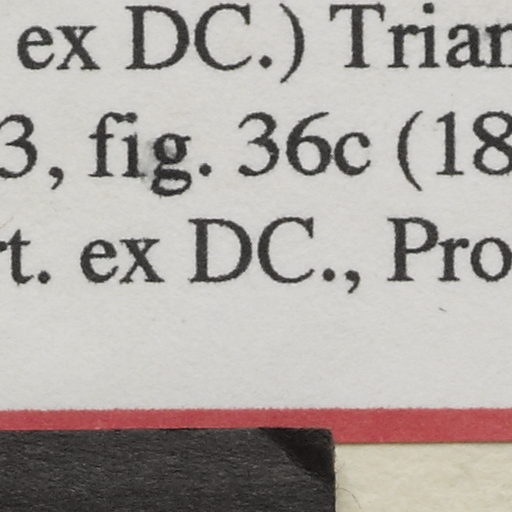 ex DC.) Trian
3, fig. 36c (18
rt. ex DC., Pro